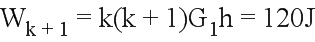 W_{k + 1} = k(k + 1)G_1h = 120J